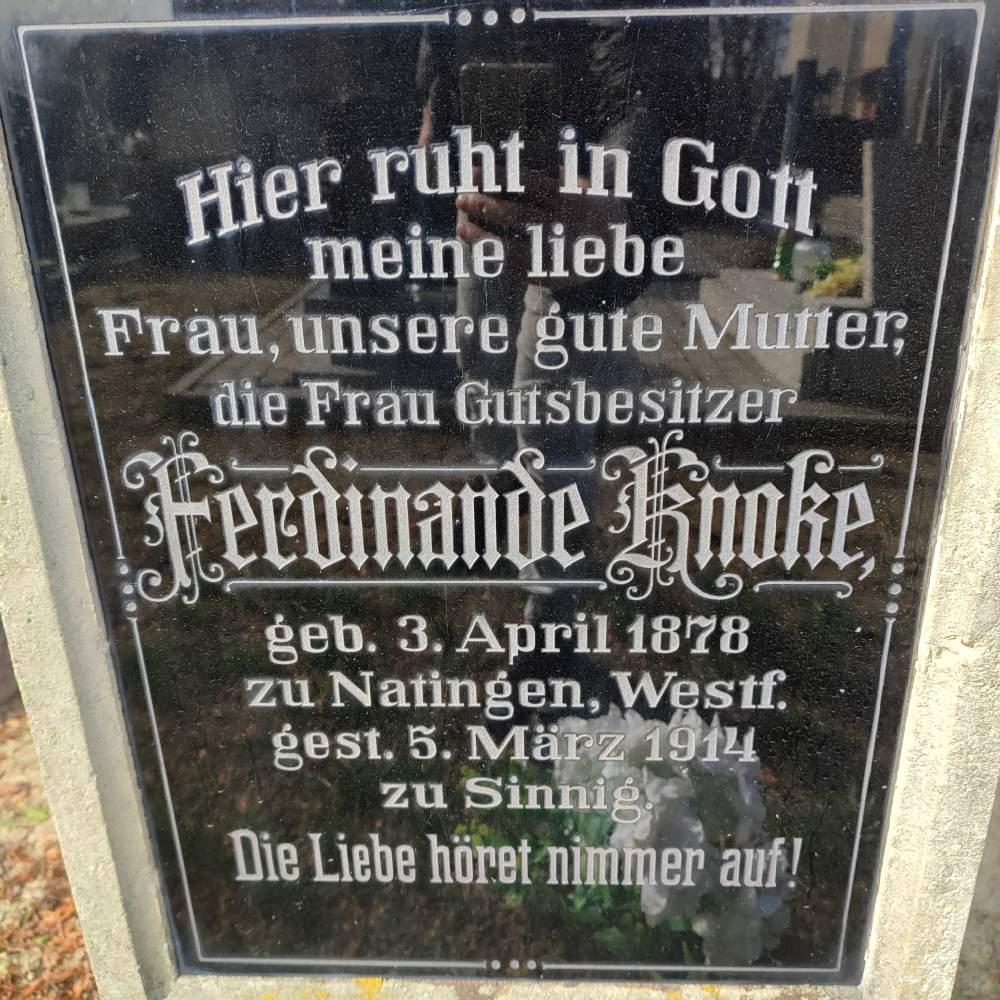 Hier ruht in Gott
meine liebe
Frau, unsere gute Mutter,
die Frau Gutsbesitzer
Ferdinande Knoke,
geb. 3. April 1878
zu Natingen, Westf.
gest. 5. März 1914
zu Sinnig.
Die Liebe höret nimmer auf!